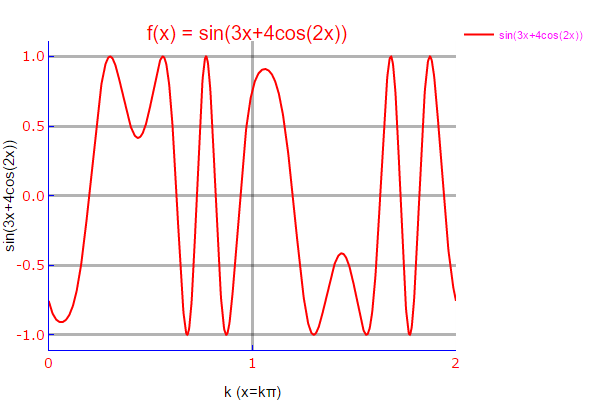 f(x) = sin(3x+4cos(2x))
sin(3x+4cos(2x))
1.0
0.5
0.0
-0.5
-1.0
sin(3x+4cos(2x))
0
1
2
k (x=kπ)